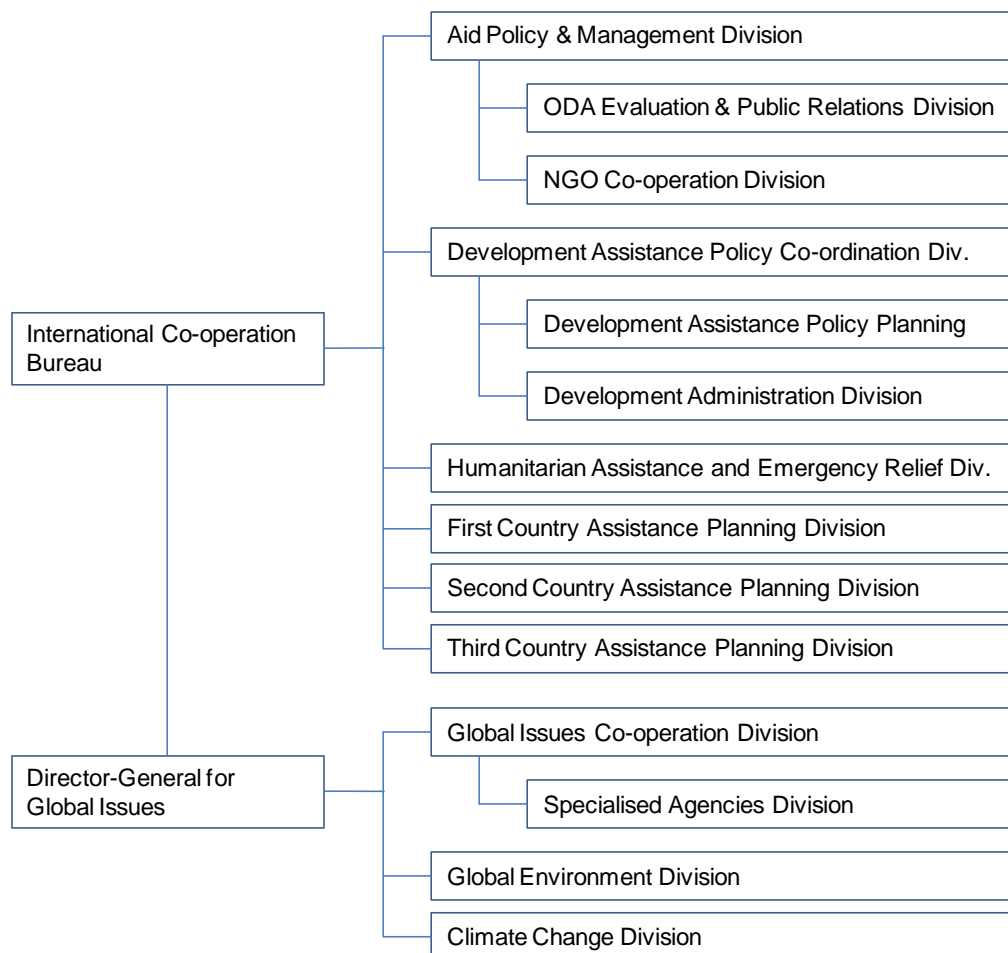 Aid Policy & Management Division
ODA Evaluation & Public Relations Division
NGO Co-operation Division
Development Assistance Policy Co-ordination Div.
International Co-operation
Bureau
Development Assistance Policy Planning
Development Administration Division
Humanitarian Assistance and Emergency Relief Div.
First Country Assistance Planning Division
Second Country Assistance Planning Division
Third Country Assistance Planning Division
Director-General for
Global Issues
Global Issues Co-operation Division
Specialised Agencies Division
Global Environment Division
Climate Change Division